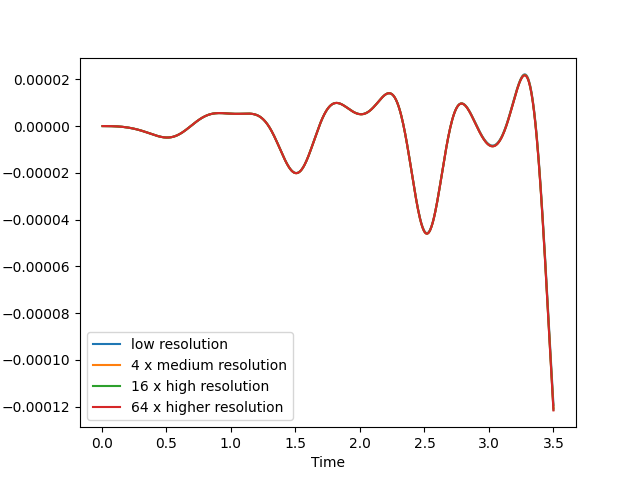 0.00002
0.00000
−0.00002
−0.00004
−0.00006
−0.00008
−0.00010
−0.00012
low resolution
4 x medium resolution
16 x high resolution
64 x higher resolution
0.0 0.5 1.0 1.5 2.0 2.5 3.0 3.5
Time